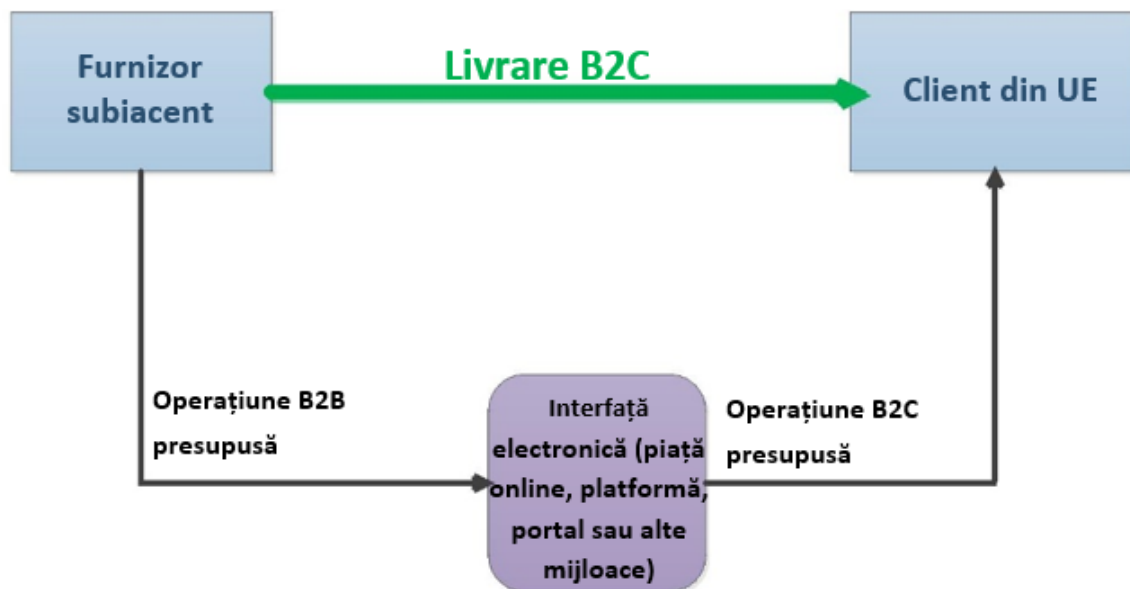 Furnizor
subiacent
Livrare B2C
Client din UE
Operațiune B2B
presupusă
Interfață
electronică (piață
online, platformă,
portal sau alte
mijloace)
Operațiune B2C
presupusă